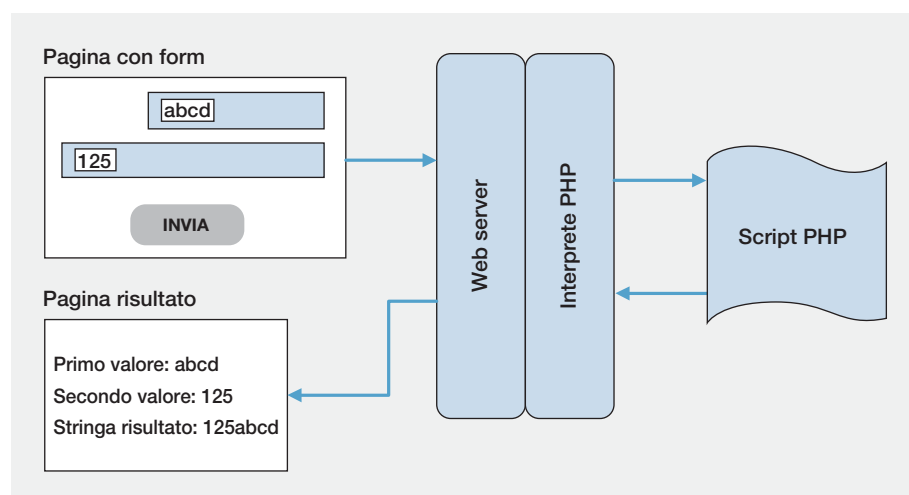 Pagina con form
abcd
125
INVIA
Web server
Interprete PHP
Script PHP
Pagina risultato
Primo valore: abcd
Secondo valore: 125
Stringa risultato: 125abcd